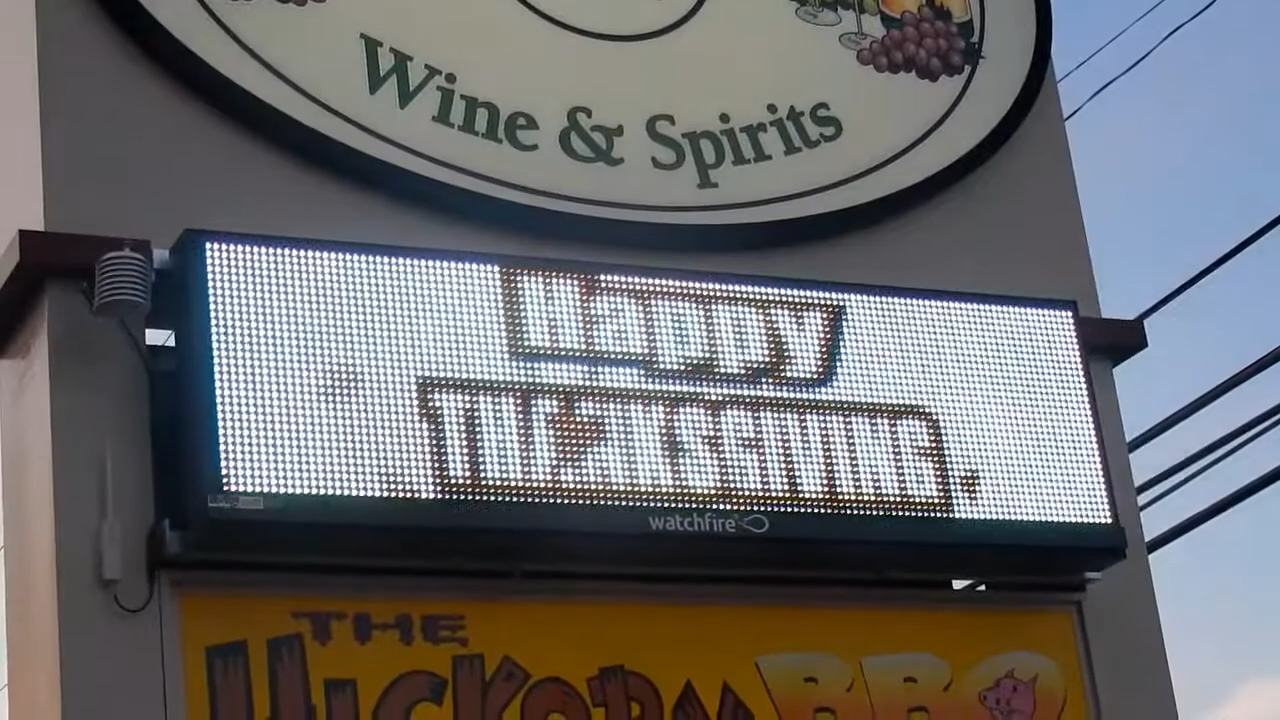 Wine & Spirits
Happy
THANKSGIVING
watchfire
THE
HICKORY BBQ